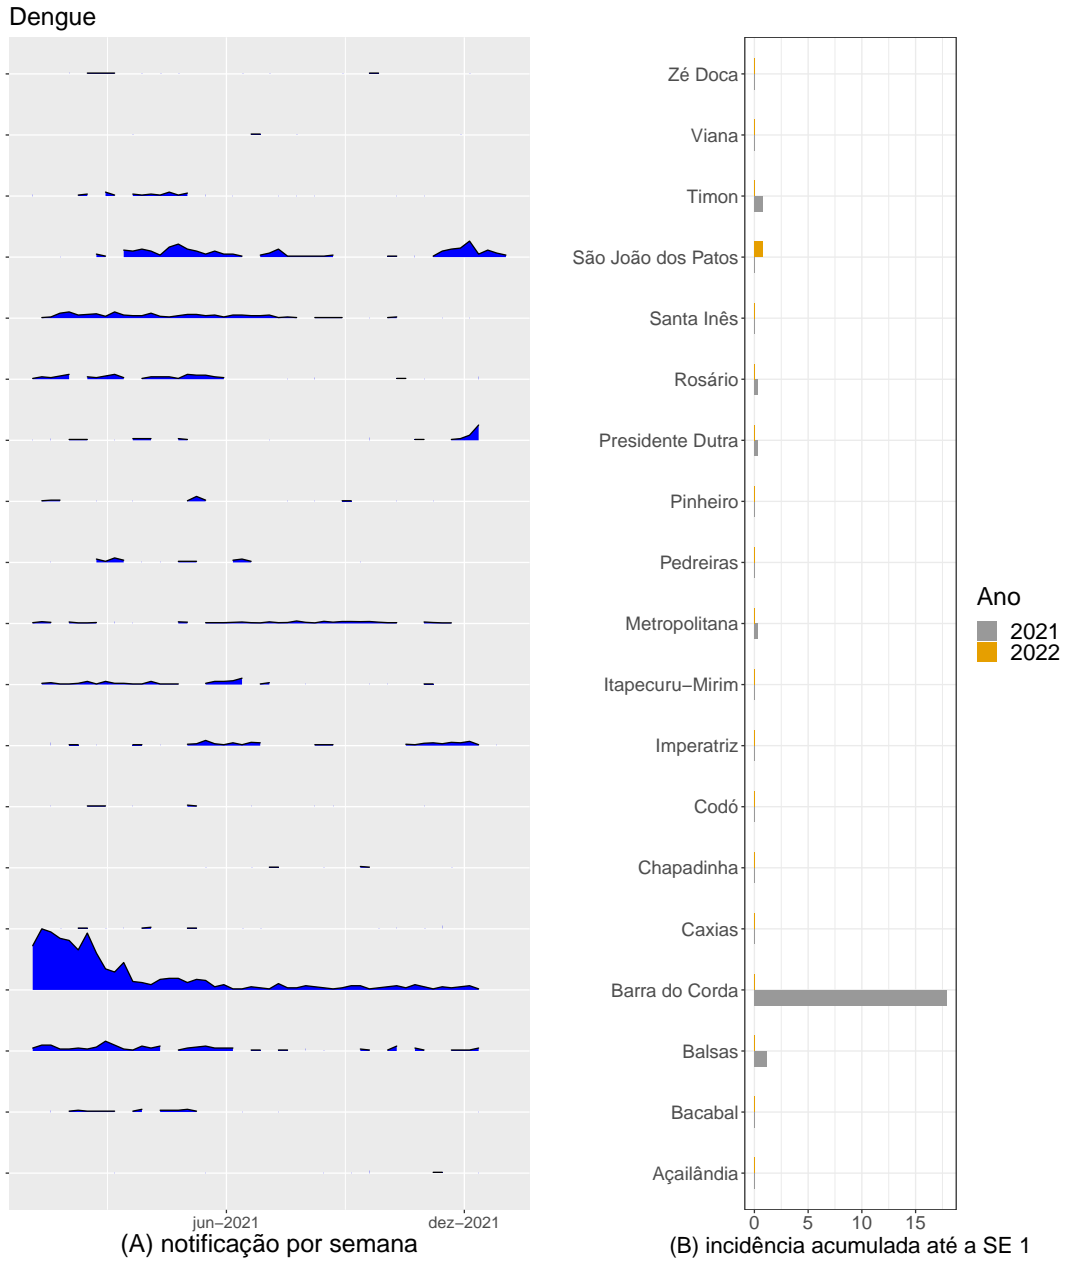 Dengue
Zé Doca
Viana
Timon
São João dos Patos
Santa Inês
Rosário
Presidente Dutra
Pinheiro
Pedreiras
Metropolitana
Itapecuru−Mirim
Imperatriz
Codó
Chapadinha
Caxias
Barra do Corda
Balsas
Bacabal
Açailândia
Ano
2021
2022
jun−2021 dez−2021
0 5 10 15
(A) notificação por semana
(B) incidência acumulada até a SE 1